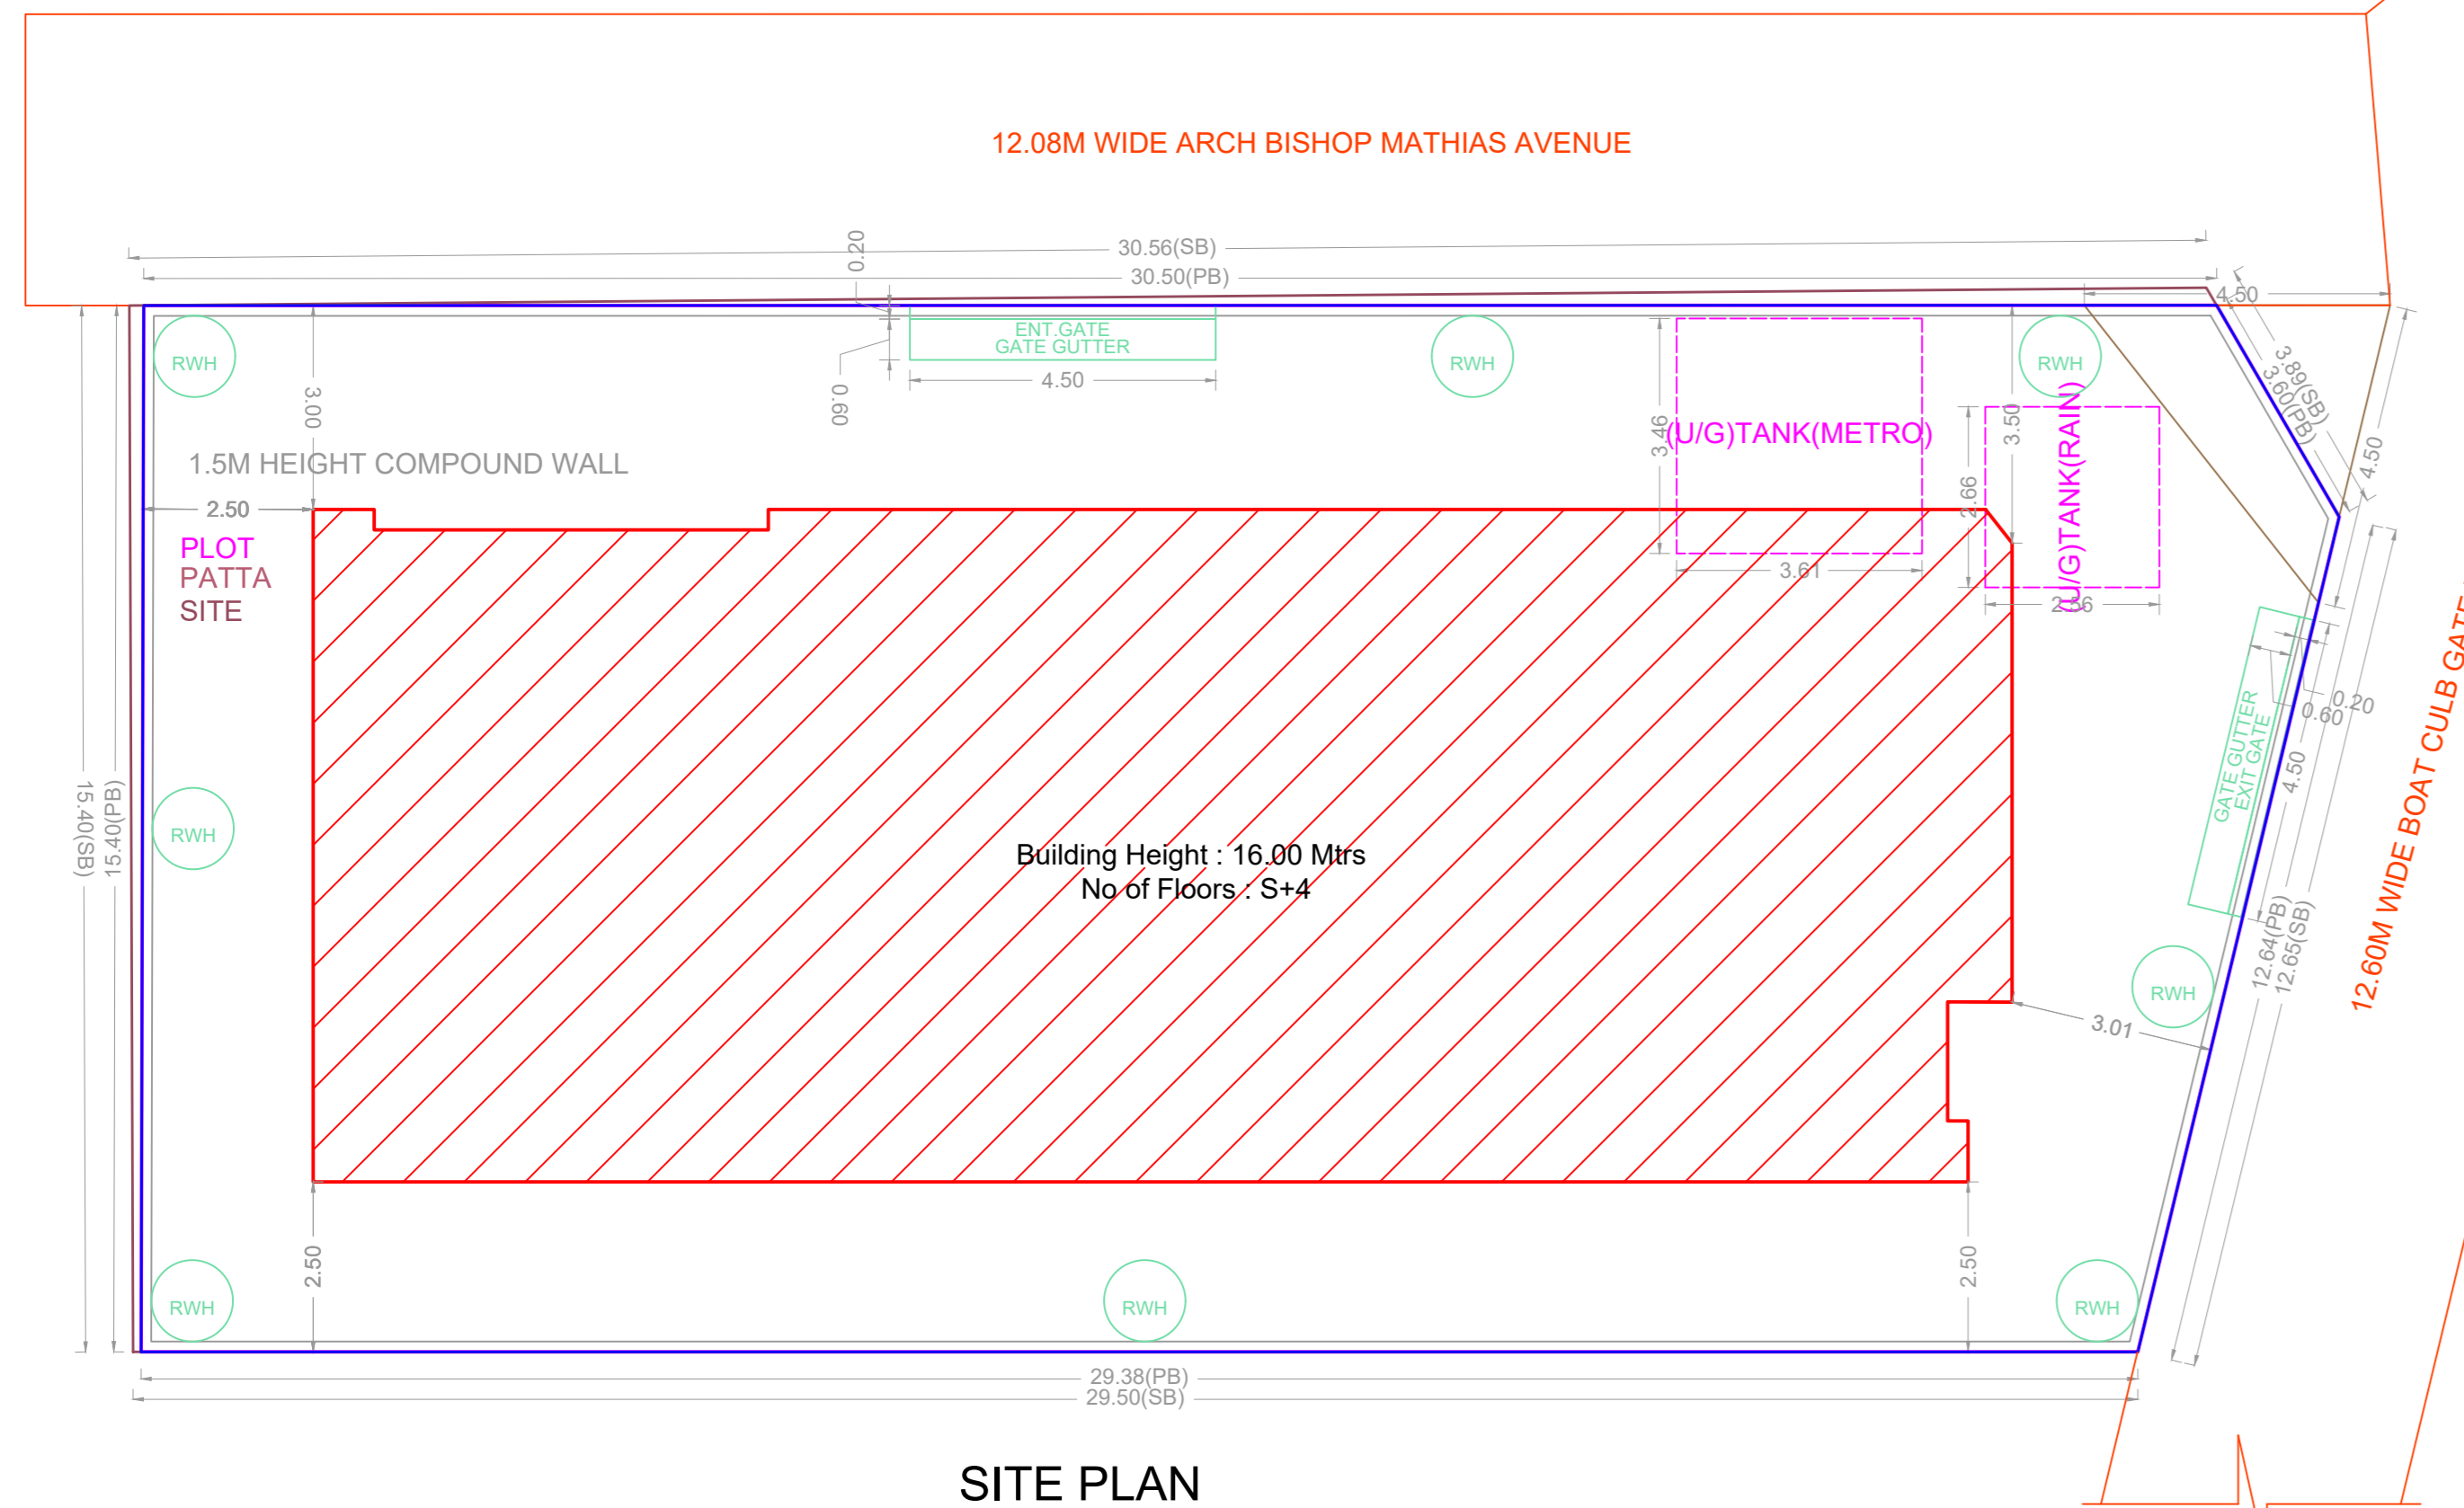 12.08M WIDE ARCH BISHOP MATHIAS AVENUE
30.56(SB)
30.50(PB)
0.20
4.50
ENT.GATE
GATE GUTTER
4.50
0.60
RWH
RWH
RWH
3.00
3.46
3.50
3.89(SB)
3.60(PB)
4.50
(U/G)TANK(METRO)
(U/G)TANK(RAIN)
1.5M HEIGHT COMPOUND WALL
2.50
2.66
PLOT
PATTA
SITE
3.61
2.56
0.20
0.60
GATE GUTTER
EXIT GATE
4.50
12.60M WIDE BOAT CULB GATE
15.40(SB)
15.40(PB)
RWH
Building Height : 16.00 Mtrs
No of Floors : S+4
12.64(PB)
12.65(SB)
RWH
3.01
2.50
2.50
RWH
RWH
RWH
29.38(PB)
29.50(SB)
SITE PLAN